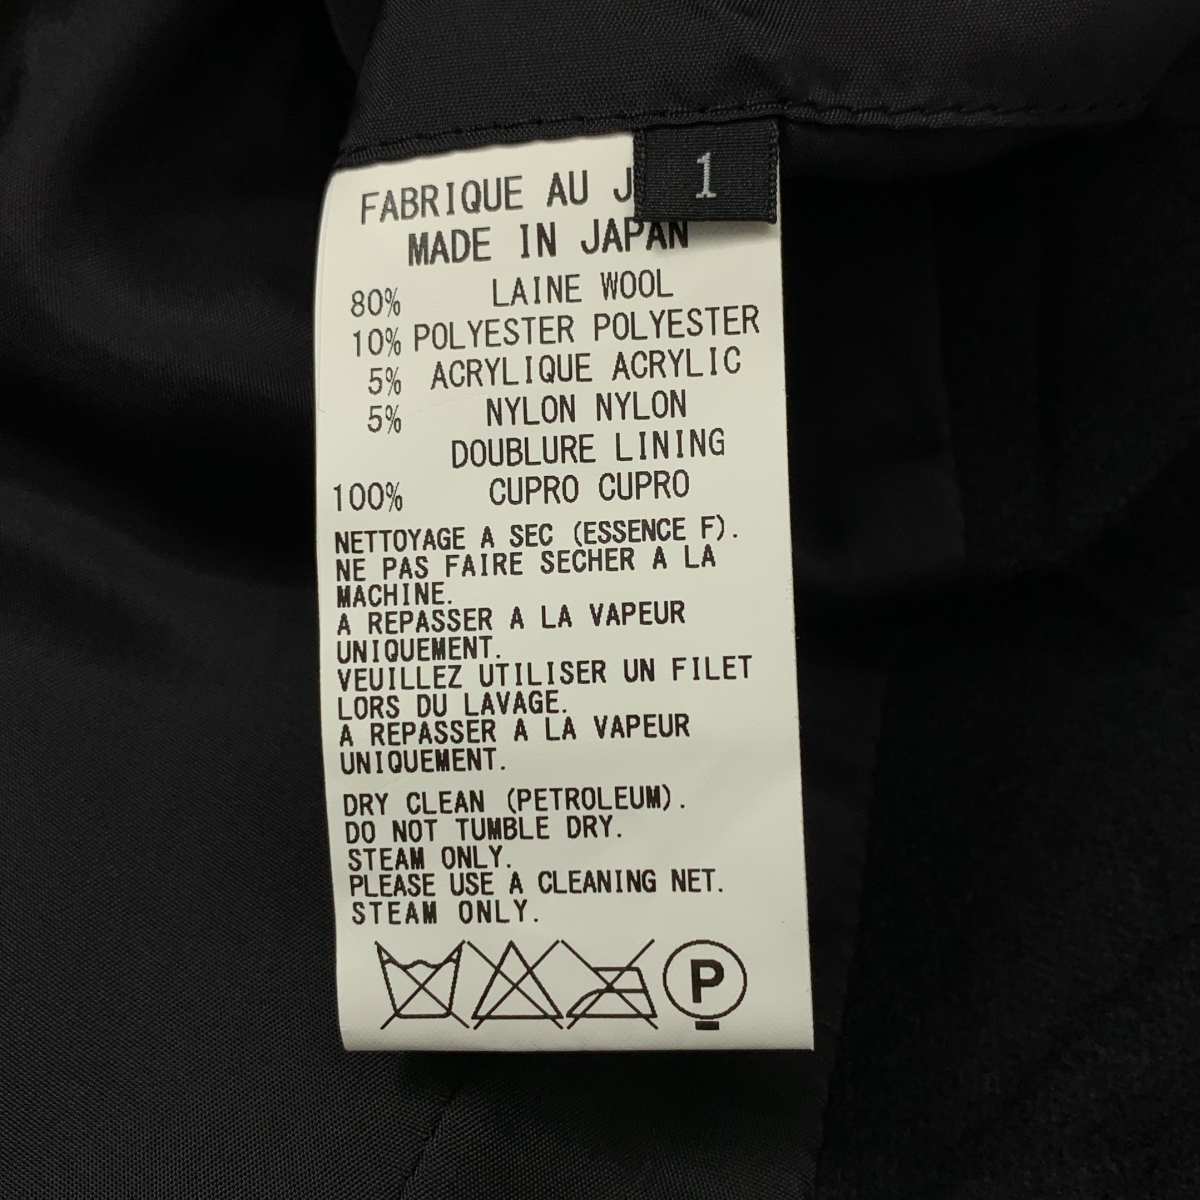 1
FABRIQUE AU
MADE IN JAPAN
80% LAINE WOOL
10% POLYESTER POLYESTER
5% ACRYLIQUE ACRYLIC
5% NYLON NYLON
DOUBLURE LINING
100% CUPRO CUPRO
NETTOYAGE A SEC (ESSENCE F).
NE PAS FAIRE SECHER A LA
MACHINE.
A REPASSER A LA VAPEUR
UNIQUEMENT.
VEUILLEZ UTILISER UN FILET
LORS DU LAVAGE.
A REPASSER A LA VAPEUR
UNIQUEMENT.
DRY CLEAN (PETROLEUM).
DO NOT TUMBLE DRY.
STEAM ONLY.
PLEASE USE A CLEANING NET.
STEAM ONLY.
P